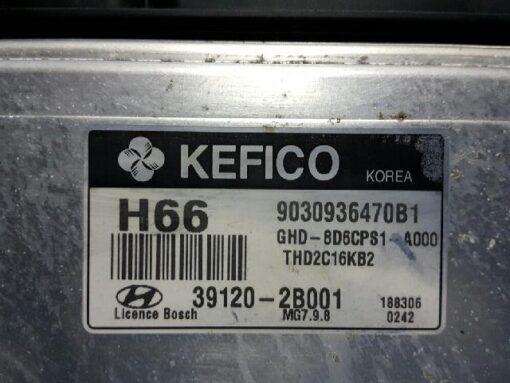 KEFICO KOREA
H66 9030936470B1
GHD-8D6CPS1-A000
THD2C16KB2
39120-2B001 188306
Licence Bosch MG7.9.8 0242